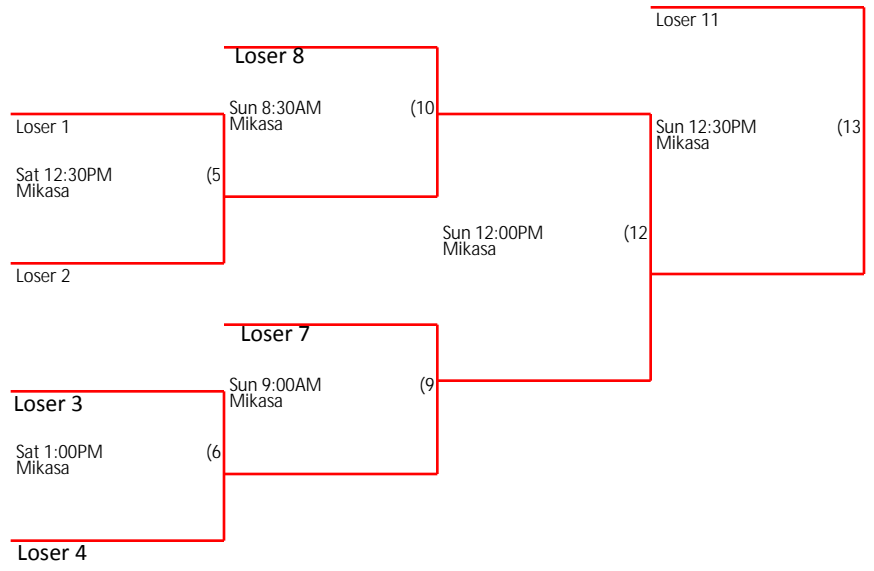 Loser 11
Loser 8
Sun 8:30AM (10
Mikasa
Loser 1
Sun 12:30PM (13
Mikasa
Sat 12:30PM (5
Mikasa
Sun 12:00PM (12
Mikasa
Loser 2
Loser 7
Sun 9:00AM (9
Mikasa
Loser 3
Sat 1:00PM (6
Mikasa
Loser 4